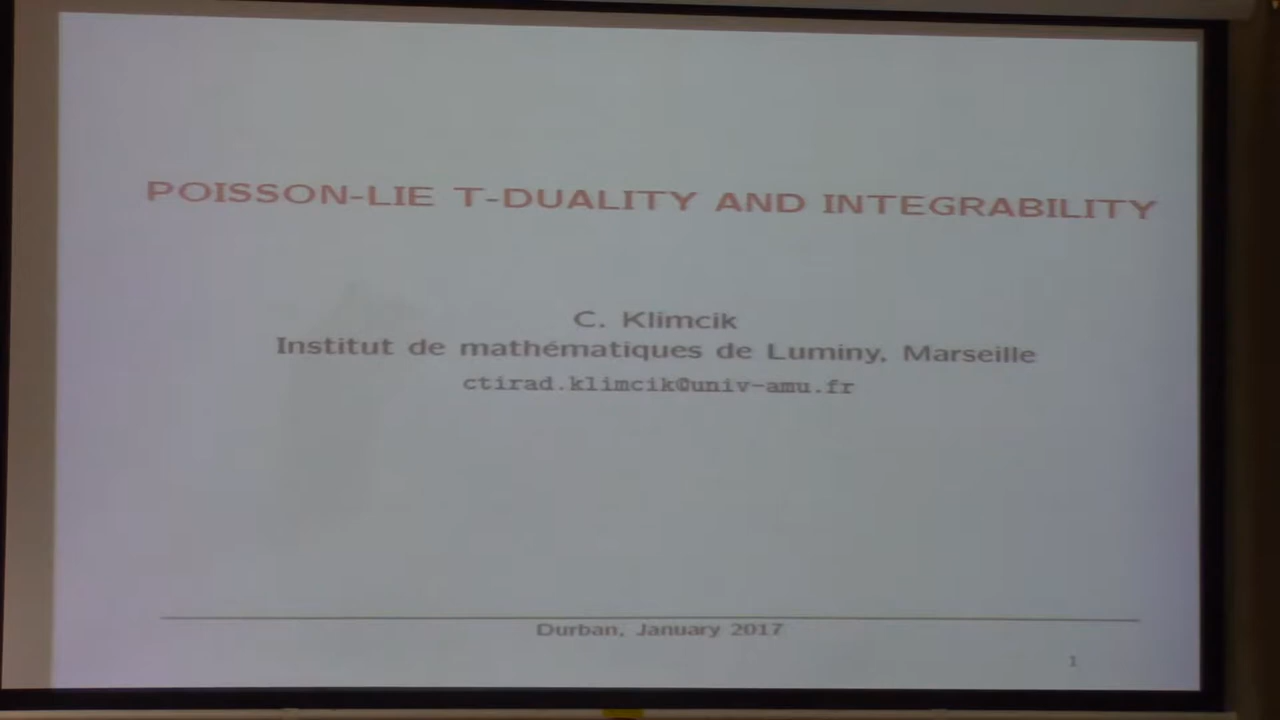 POISSON-LIE T-DUALITY AND INTEGRABILITY
C. Klimcik
Institut de mathématiques de Luminy, Marseille
ctirad.klimcik@univ-amu.fr
Durban, January 2017
1